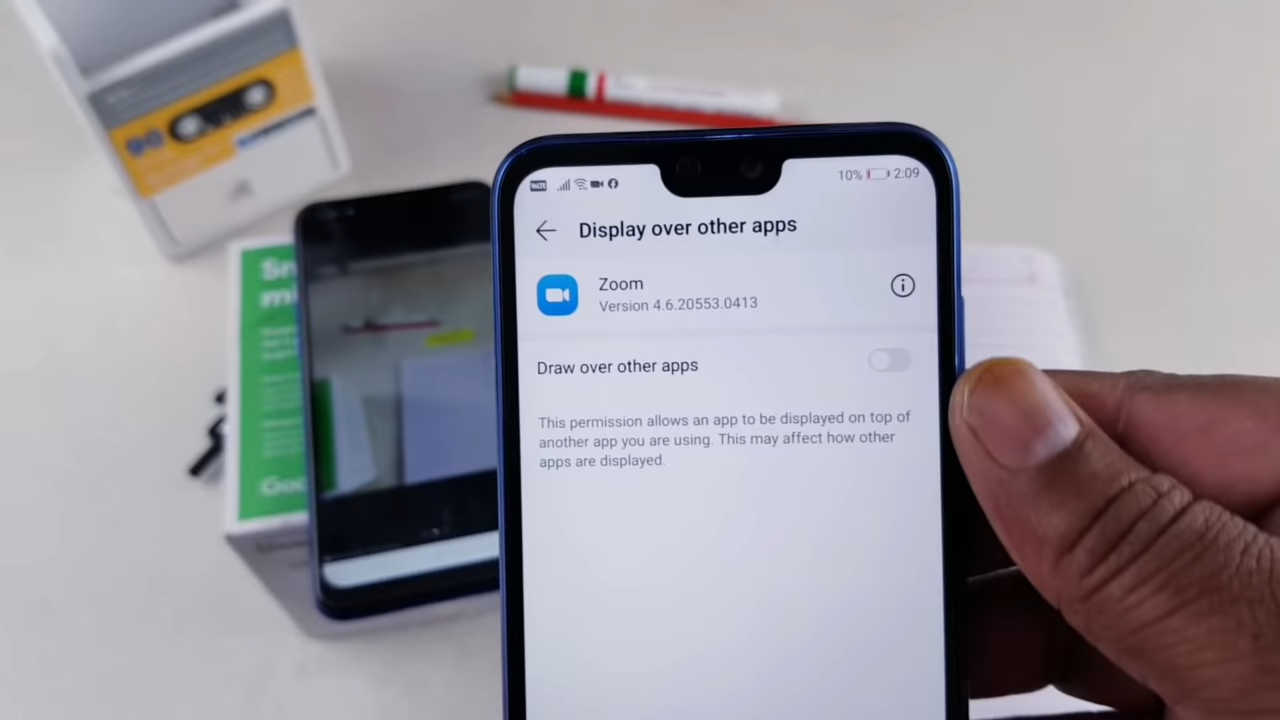 90
VoLTE
10%
2:09
Display over other apps
Zoom
Version 4.6.20553.0413
Draw over other apps
This permission allows an app to be displayed on top of
another app you are using. This may affect how other
apps are displayed.